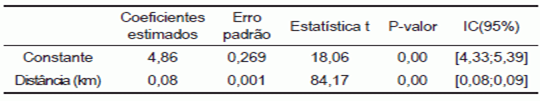 Coeficientes estimados Erro padrão Estatística t P-valor IC(95%)
Constante 4,86 0,269 18,06 0,00 [4,33;5,39]
Distância (km) 0,08 0,001 84,17 0,00 [0,08;0,09]